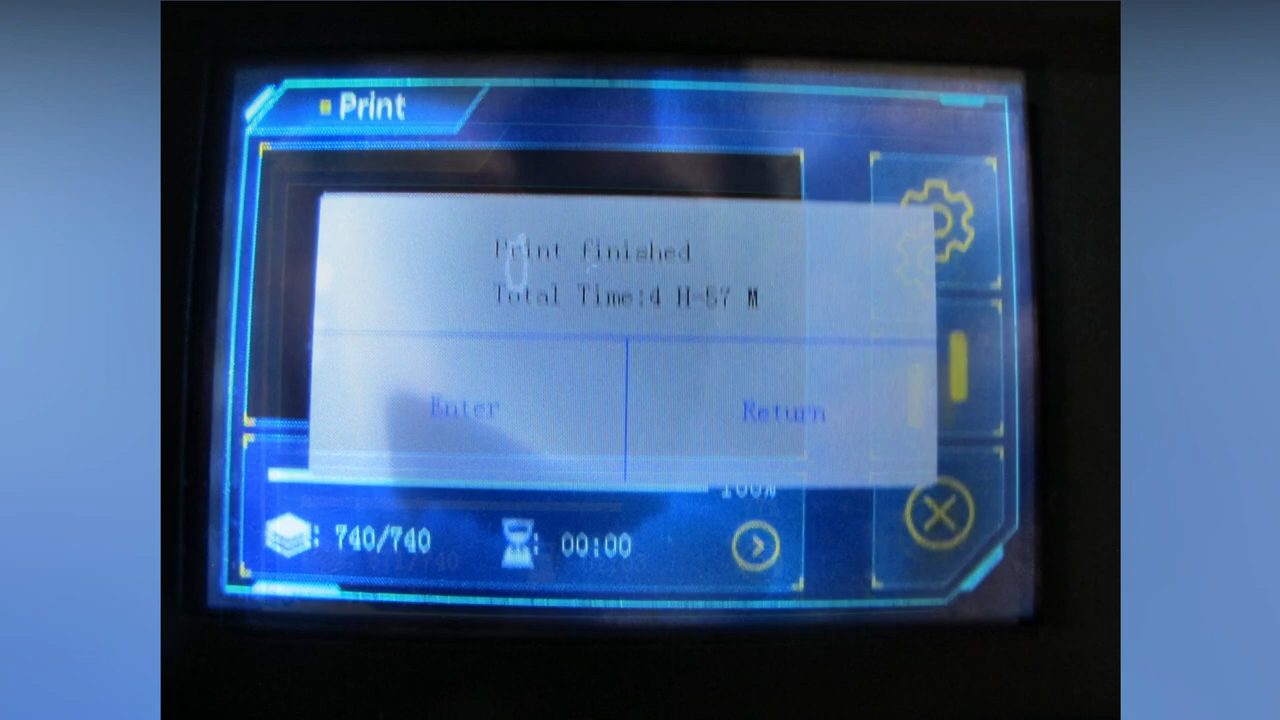 Print
Print finished
Total Time:4 H-57 M
Enter
Return
100%
740/740
00:00